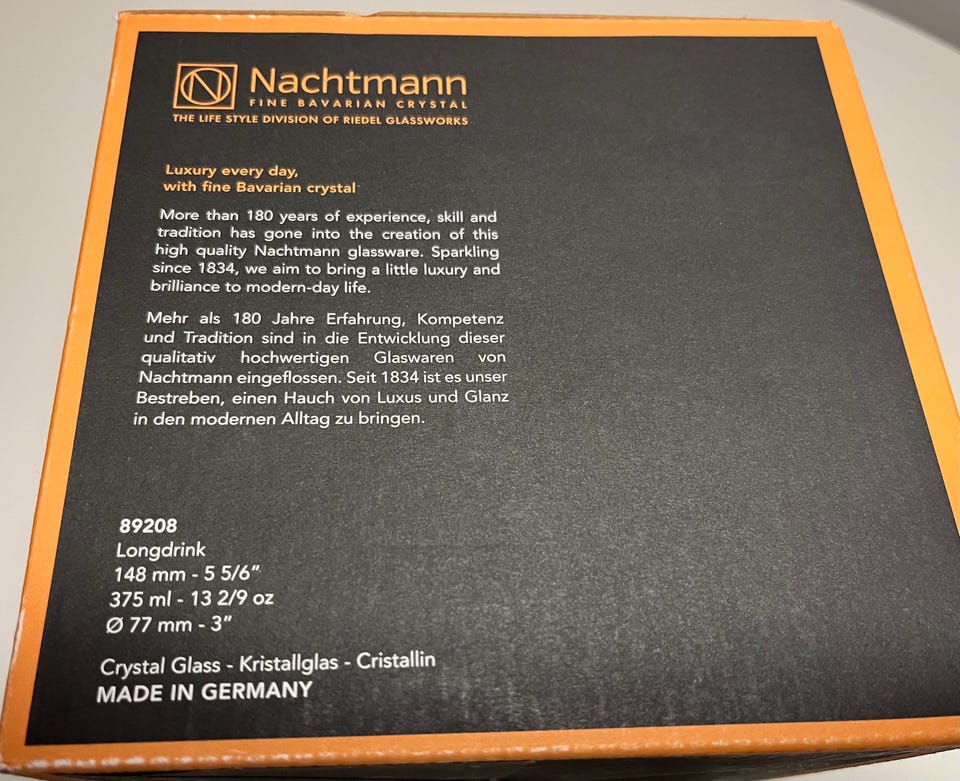 N Nachtmann
FINE BAVARIAN CRYSTAL
THE LIFE STYLE DIVISION OF RIEDEL GLASSWORKS
Luxury every day,
with fine Bavarian crystal
More than 180 years of experience, skill and
tradition has gone into the creation of this
high quality Nachtmann glassware. Sparkling
since 1834, we aim to bring a little luxury and
brilliance to modern-day life.
Mehr als 180 Jahre Erfahrung, Kompetenz
und Tradition sind in die Entwicklung dieser
qualitativ hochwertigen Glaswaren von
Nachtmann eingeflossen. Seit 1834 ist es unser
Bestreben, einen Hauch von Luxus und Glanz
in den modernen Alltag zu bringen.
89208
Longdrink
148 mm - 5 5/6”
375 ml - 13 2/9 oz
Ø 77 mm - 3”
Crystal Glass - Kristallglas - Cristallin
MADE IN GERMANY